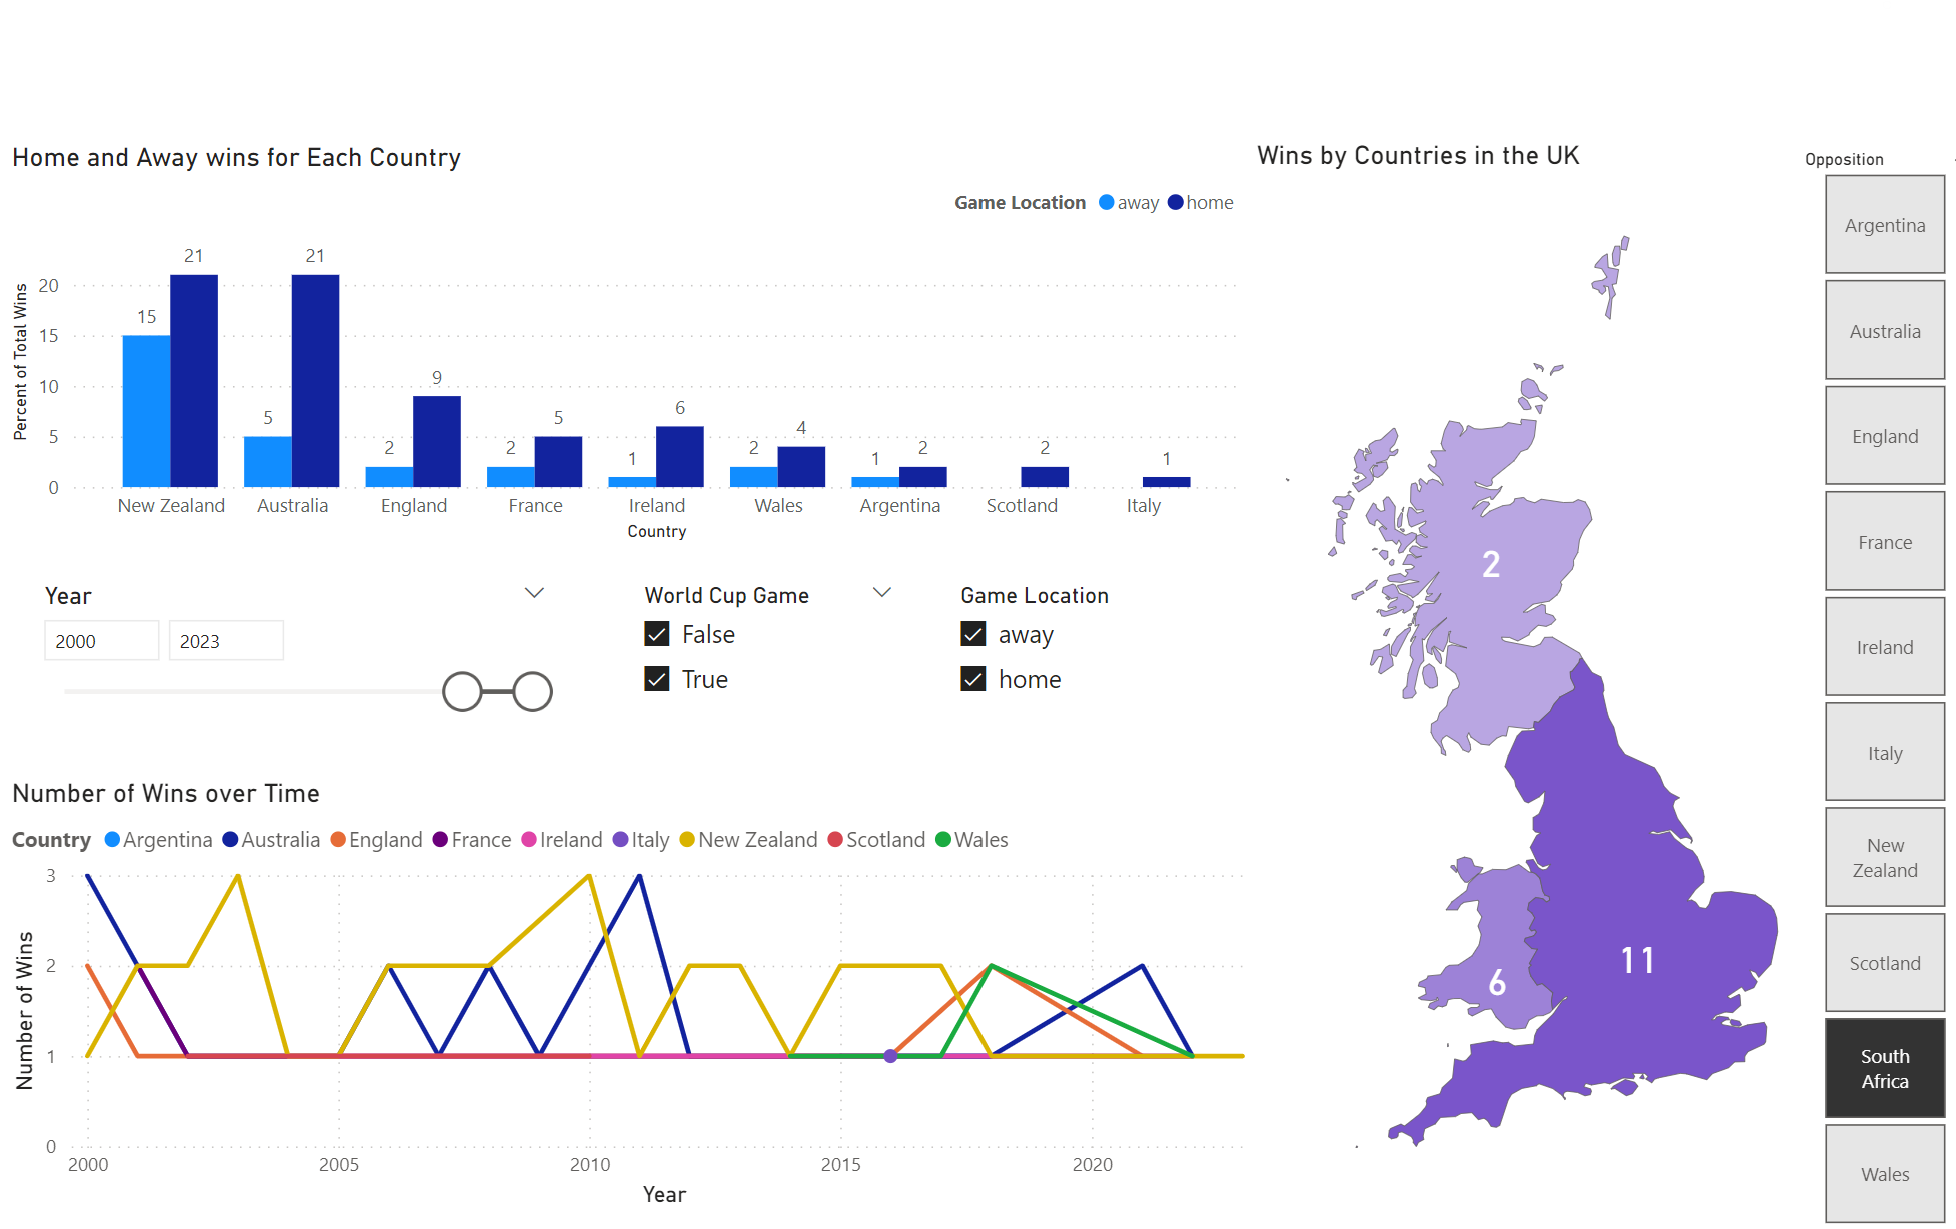 Home and Away wins for Each Country
Game Location away home
Percent of Total Wins
20
15
10
5
0
15 21
5 21
2 9
2 5
1 6
2 4
1 2
2
1
New Zealand Australia England France Ireland Wales Argentina Scotland Italy
Country
Year
2000 2023
World Cup Game
False
True
Game Location
away
home
Number of Wins over Time
Country Argentina Australia England France Ireland Italy New Zealand Scotland Wales
Number of Wins
3
2
1
0
2000 2005 2010 2015 2020
Year
Wins by Countries in the UK
2
11
6
Opposition
Argentina
Australia
England
France
Ireland
Italy
New
Zealand
Scotland
South
Africa
Wales